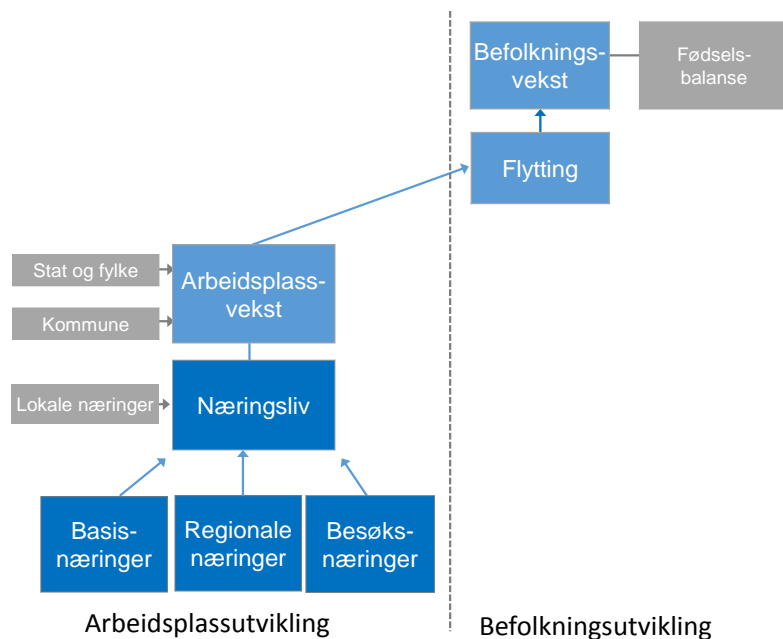 Befolknings-
vekst
Fødsels-
balanse
Flytting
Stat og fylke
Kommune
Arbeidsplass-
vekst
Lokale næringer
Næringsliv
Basis-
næringer
Regionale
næringer
Besøks-
næringer
Arbeidsplassutvikling
Befolkningsutvikling